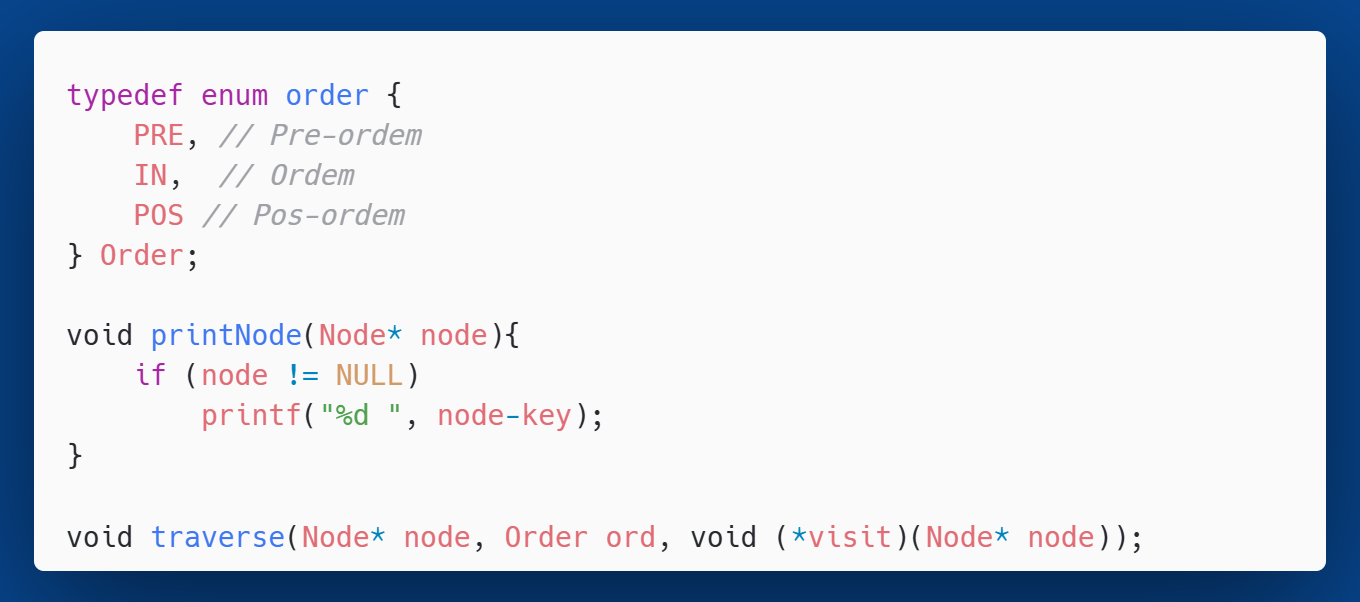 typedef enum order {
    PRE, // Pre-ordem
    IN,  // Ordem
    POS // Pos-ordem
} Order;
void printNode(Node* node){
    if (node != NULL)
        printf("%d ", node-key);
}
void traverse(Node* node, Order ord, void (*visit)(Node* node));